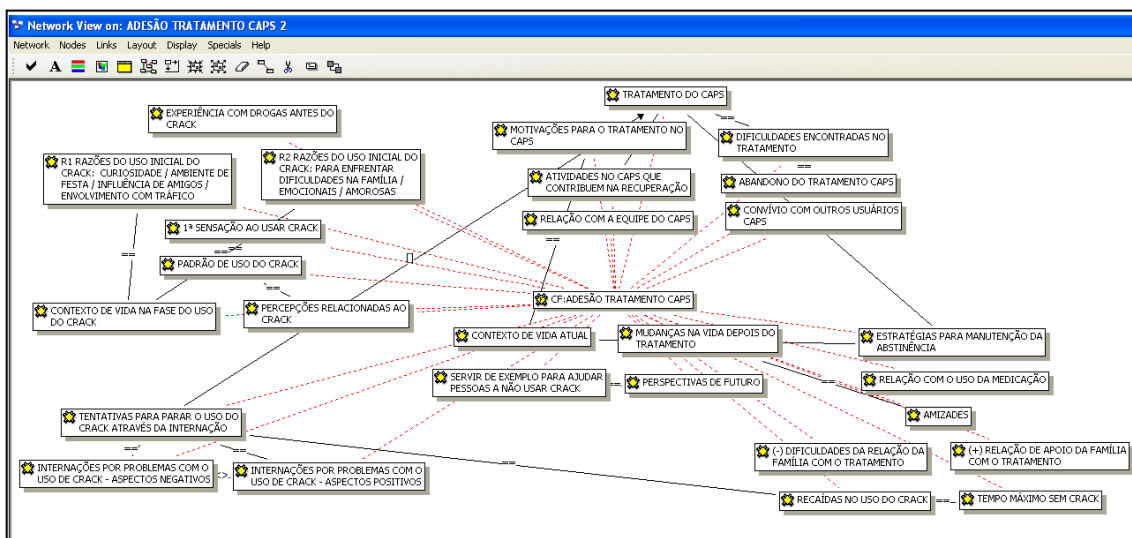 Network View on: ADESÃO TRATAMENTO CAPS 2
Network Nodes Links Layout Display Specials Help
A
TRATAMENTO DO CAPS
EXPERIÊNCIA COM DROGAS ANTES DO
CRACK
==
MOTIVAÇÕES PARA O TRATAMENTO NO
CAPS
DIFICULDADES ENCONTRADAS NO
TRATAMENTO
R1 RAZÕES DO USO INICIAL DO
CRACK: CURIOSIDADE / AMBIENTE DE
FESTA / INFLUÊNCIA DE AMIGOS /
ENVOLVIMENTO COM TRÁFICO
R2 RAZÕES DO USO INICIAL DO
CRACK: PARA ENFRENTAR
DIFICULDADES NA FAMÍLIA /
EMOCIONAIS / AMOROSAS
==
ATIVIDADES NO CAPS QUE
CONTRIBUEM NA RECUPERAÇÃO
ABANDONO DO TRATAMENTO CAPS
RELAÇÃO COM A EQUIPE DO CAPS
CONVÍVIO COM OUTROS USUÁRIOS
CAPS
1ª SENSAÇÃO AO USAR CRACK
==
==
==
==
[]
PADRÃO DE USO DO CRACK
==
CONTEXTO DE VIDA NA FASE DO USO
DO CRACK
PERCEPÇÕES RELACIONADAS AO
CRACK
CF:ADESÃO TRATAMENTO CAPS
CONTEXTO DE VIDA ATUAL
MUDANÇAS NA VIDA DEPOIS DO
TRATAMENTO
ESTRATÉGIAS PARA MANUTENÇÃO DA
ABSTINÊNCIA
SERVIR DE EXEMPLO PARA AJUDAR
PESSOAS A NÃO USAR CRACK
==
PERSPECTIVAS DE FUTURO
==
RELAÇÃO COM O USO DA MEDICAÇÃO
TENTATIVAS PARA PARAR O USO DO
CRACK ATRAVÉS DA INTERNAÇÃO
AMIZADES
==
==
(-) DIFICULDADES DA RELAÇÃO DA
FAMÍLIA COM O TRATAMENTO
(+) RELAÇÃO DE APOIO DA FAMÍLIA
COM O TRATAMENTO
INTERNAÇÕES POR PROBLEMAS COM O
USO DE CRACK - ASPECTOS NEGATIVOS
<>
INTERNAÇÕES POR PROBLEMAS COM O
USO DE CRACK - ASPECTOS POSITIVOS
==
RECAÍDAS NO USO DO CRACK
==
TEMPO MÁXIMO SEM CRACK